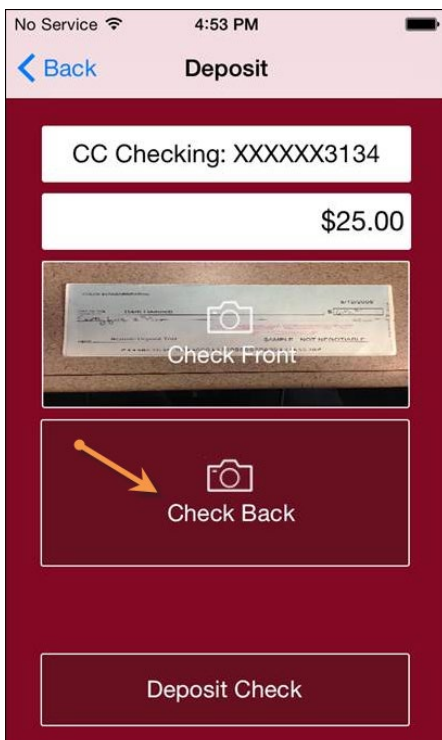 No Service 4:53 PM
Back Deposit
CC Checking: XXXXXX3134
$25.00
SAMPLE - NOT NEGOTIABLE
Check Front
Check Back
Deposit Check